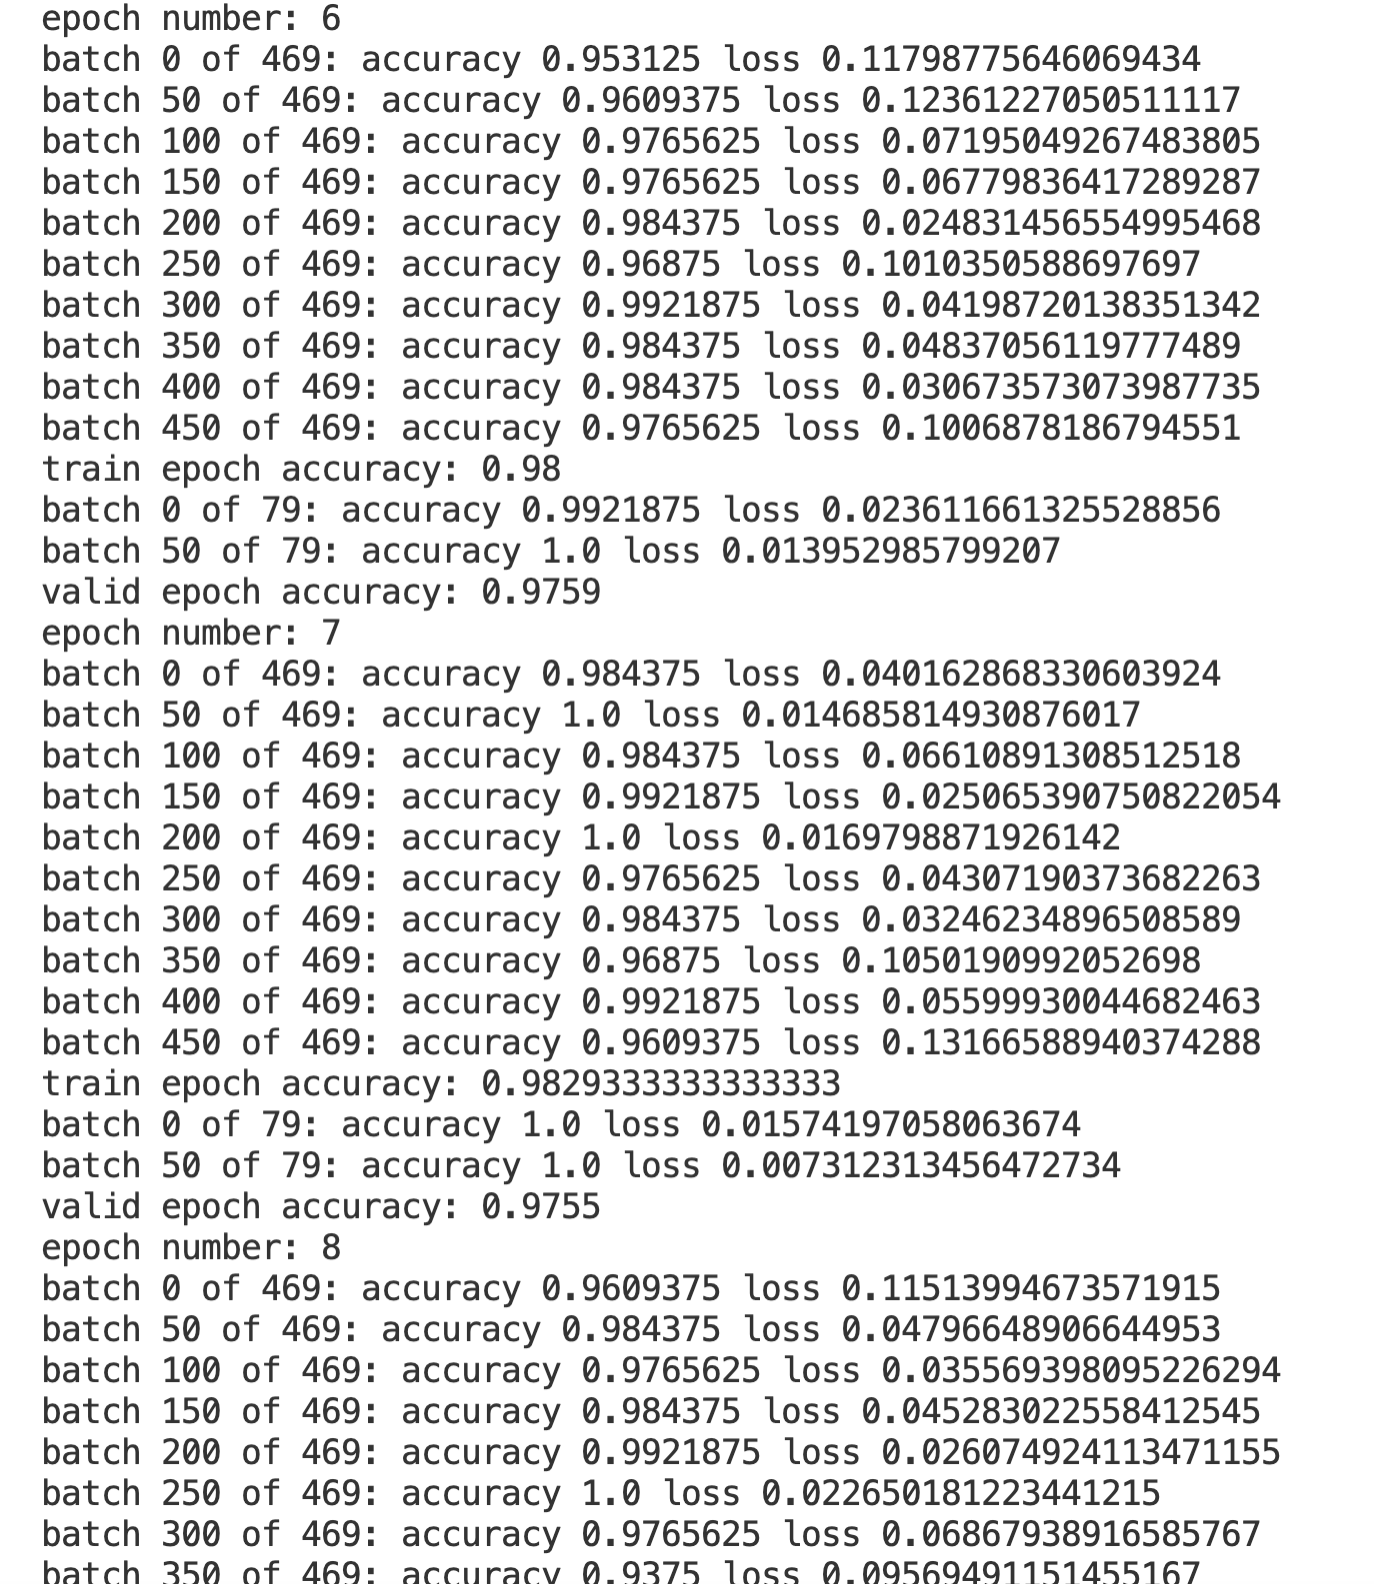 epoch number: 6
batch 0 of 469: accuracy 0.953125 loss 0.11798775646069434
batch 50 of 469: accuracy 0.9609375 loss 0.12361227050511117
batch 100 of 469: accuracy 0.9765625 loss 0.07195049267483805
batch 150 of 469: accuracy 0.9765625 loss 0.06779836417289287
batch 200 of 469: accuracy 0.984375 loss 0.024831456554995468
batch 250 of 469: accuracy 0.96875 loss 0.1010350588697697
batch 300 of 469: accuracy 0.9921875 loss 0.04198720138351342
batch 350 of 469: accuracy 0.984375 loss 0.04837056119777489
batch 400 of 469: accuracy 0.984375 loss 0.030673573073987735
batch 450 of 469: accuracy 0.9765625 loss 0.1006878186794551
train epoch accuracy: 0.98
batch 0 of 79: accuracy 0.9921875 loss 0.023611661325528856
batch 50 of 79: accuracy 1.0 loss 0.013952985799207
valid epoch accuracy: 0.9759
epoch number: 7
batch 0 of 469: accuracy 0.984375 loss 0.040162868330603924
batch 50 of 469: accuracy 1.0 loss 0.014685814930876017
batch 100 of 469: accuracy 0.984375 loss 0.06610891308512518
batch 150 of 469: accuracy 0.9921875 loss 0.025065390750822054
batch 200 of 469: accuracy 1.0 loss 0.0169798871926142
batch 250 of 469: accuracy 0.9765625 loss 0.04307190373682263
batch 300 of 469: accuracy 0.984375 loss 0.03246234896508589
batch 350 of 469: accuracy 0.96875 loss 0.1050190992052698
batch 400 of 469: accuracy 0.9921875 loss 0.05599930044682463
batch 450 of 469: accuracy 0.9609375 loss 0.13166588940374288
train epoch accuracy: 0.9829333333333333
batch 0 of 79: accuracy 1.0 loss 0.01574197058063674
batch 50 of 79: accuracy 1.0 loss 0.007312313456472734
valid epoch accuracy: 0.9755
epoch number: 8
batch 0 of 469: accuracy 0.9609375 loss 0.11513994673571915
batch 50 of 469: accuracy 0.984375 loss 0.04796648906644953
batch 100 of 469: accuracy 0.9765625 loss 0.035569398095226294
batch 150 of 469: accuracy 0.984375 loss 0.045283022558412545
batch 200 of 469: accuracy 0.9921875 loss 0.026074924113471155
batch 250 of 469: accuracy 1.0 loss 0.022650181223441215
batch 300 of 469: accuracy 0.9765625 loss 0.06867938916585767
batch 350 of 469: accuracy 0.9375 loss 0.09569491151455167